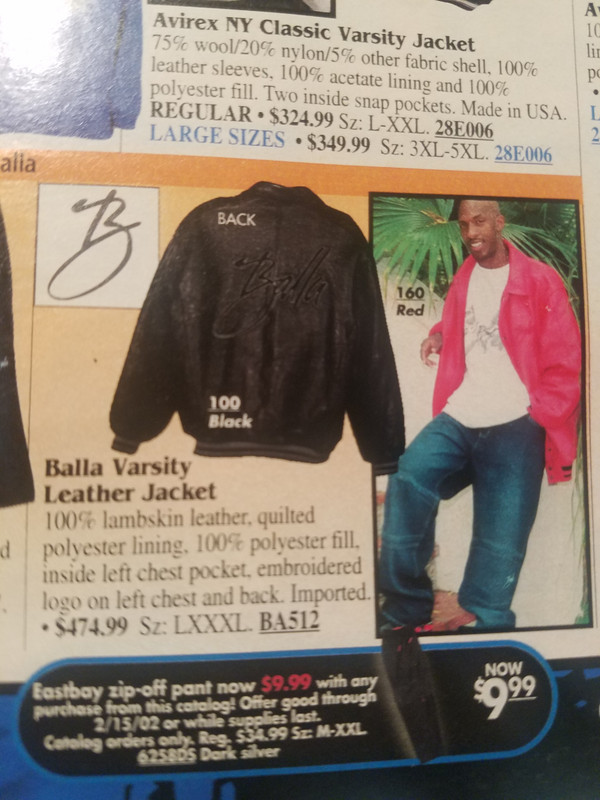 Avirex NY Classic Varsity Jacket
75% wool/20% nylon/5% other fabric shell, 100%
leather sleeves, 100% acetate lining and 100%
polyester fill. Two inside snap pockets. Made in USA.
REGULAR • $324.99 Sz: L-XXL. 28E006
LARGE SIZES • $349.99 Sz: 3XL-5XL. 28E006
alla
B
BACK
Balla
100
Black
160
Red
Balla Varsity
Leather Jacket
100% lambskin leather, quilted
polyester lining, 100% polyester fill,
inside left chest pocket, embroidered
logo on left chest and back. Imported.
• $474.99 Sz: LXXXL. BA512
Eastbay zip-off pant now $9.99 with any
purchase from this catalog! Offer good through
2/15/02 or while supplies last.
Catalog orders only. Reg. $34.99 Sz: M-XXL
62580S Dark silver
NOW
$9.99